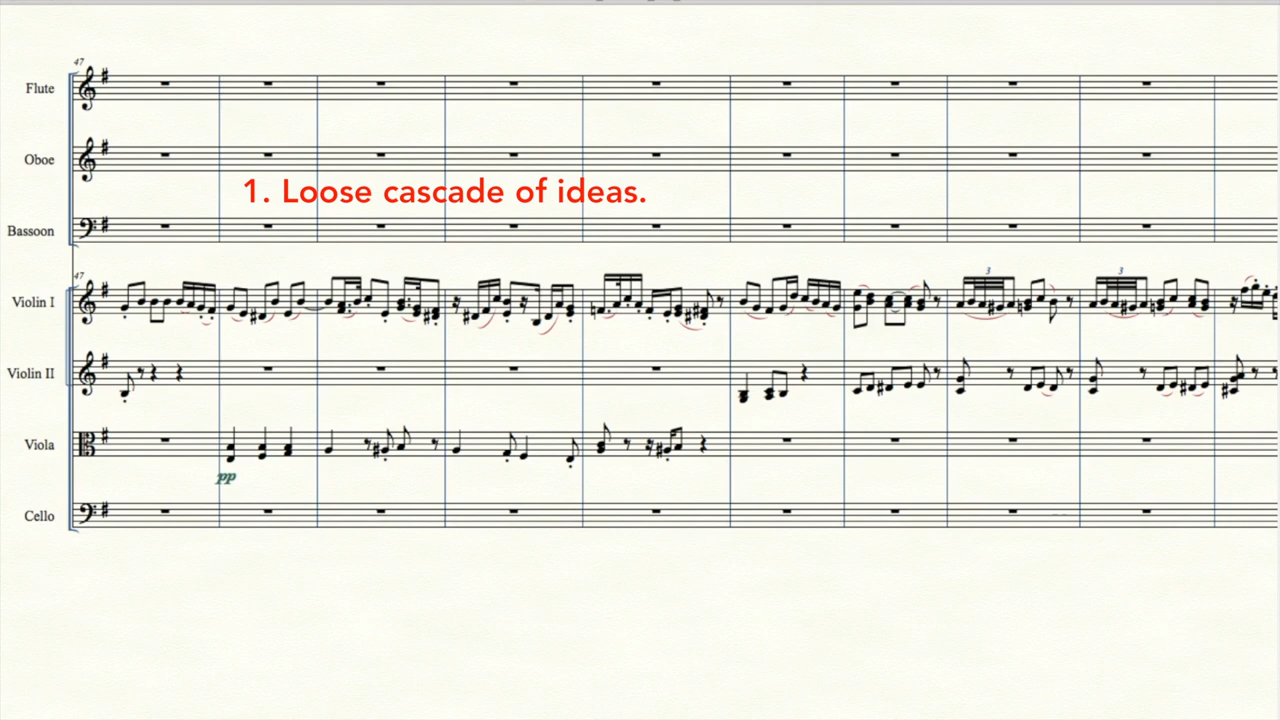 47
Flute
Oboe
1. Loose cascade of ideas.
Bassoon
47
Violin I
3
3
Violin II
Viola
pp
Cello